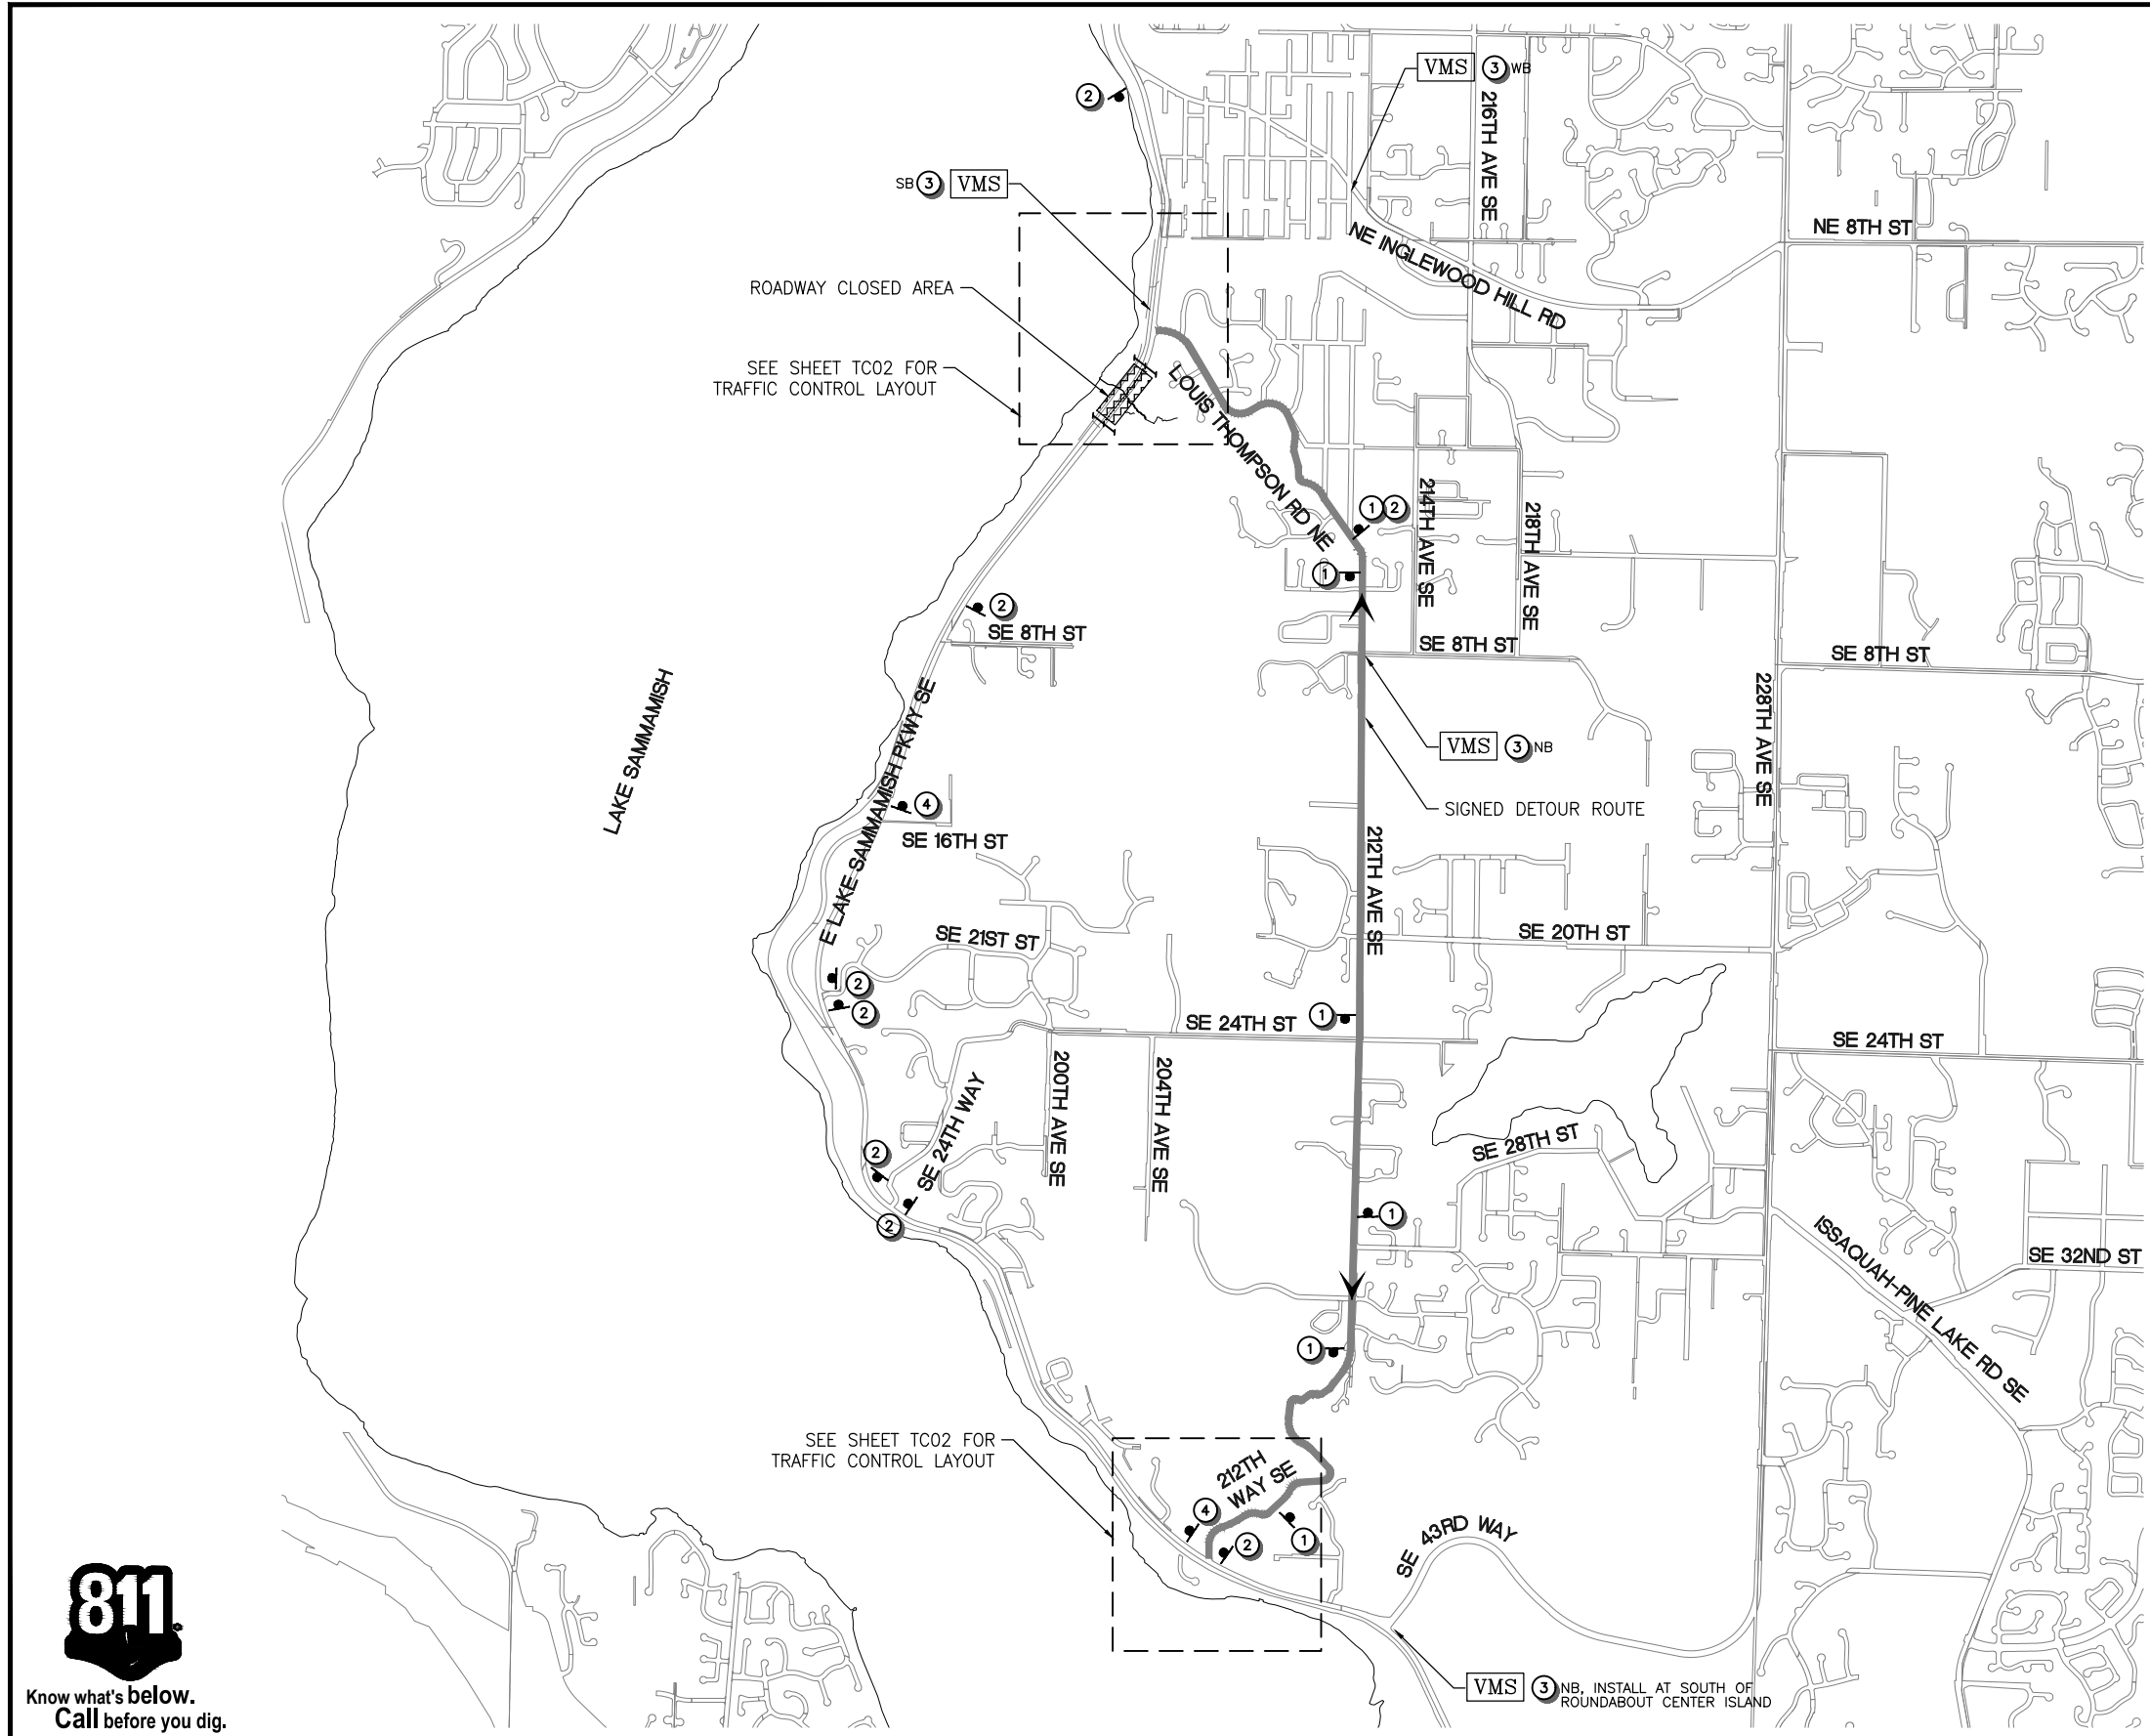 VMS 3 WB
2
216TH AVE SE
SB 3 VMS
NE 8TH ST
NE INGLEWOOD HILL RD
ROADWAY CLOSED AREA
SEE SHEET TC02 FOR
TRAFFIC CONTROL LAYOUT
LOUIS THOMPSON RD NE
1 2
214TH AVE SE
218TH AVE SE
1
2
SE 8TH ST
SE 8TH ST
SE 8TH ST
LAKE SAMMAMISH
E LAKE SAMMAMISH PKWY SE
228TH AVE SE
VMS 3 NB
4
SIGNED DETOUR ROUTE
SE 16TH ST
212TH AVE SE
SE 21ST ST
SE 20TH ST
2
2
1
SE 24TH ST
SE 24TH ST
200TH AVE SE
204TH AVE SE
SE 24TH WAY
SE 28TH ST
2
2
1
ISSAQUAH-PINE LAKE RD SE
SE 32ND ST
1
SEE SHEET TC02 FOR
TRAFFIC CONTROL LAYOUT
212TH
WAY SE
4
1
2
SE 43RD WAY
VMS 3 NB, INSTALL AT SOUTH OF
ROUNDABOUT CENTER ISLAND
811
Know what's below.
Call before you dig.